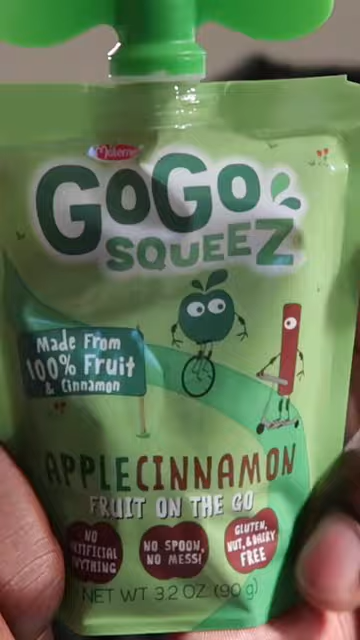 Materne
GoGo
SQUEEZ
Made From
100% Fruit
& Cinnamon
APPLECINNAMON
FRUIT ON THE GO
NO
ARTIFICIAL
ANYTHING
NO SPOON,
NO MESS!
GLUTEN,
NUT, & DAIRY
FREE
NET WT 3.2 OZ (90 g)